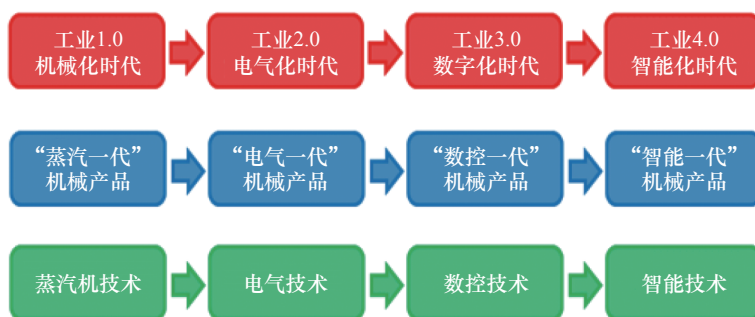 工业1.0
机械化时代
工业2.0
电气化时代
工业3.0
数字化时代
工业4.0
智能化时代
“蒸汽一代”
机械产品
“电气一代”
机械产品
“数控一代”
机械产品
“智能一代”
机械产品
蒸汽机技术
电气技术
数控技术
智能技术